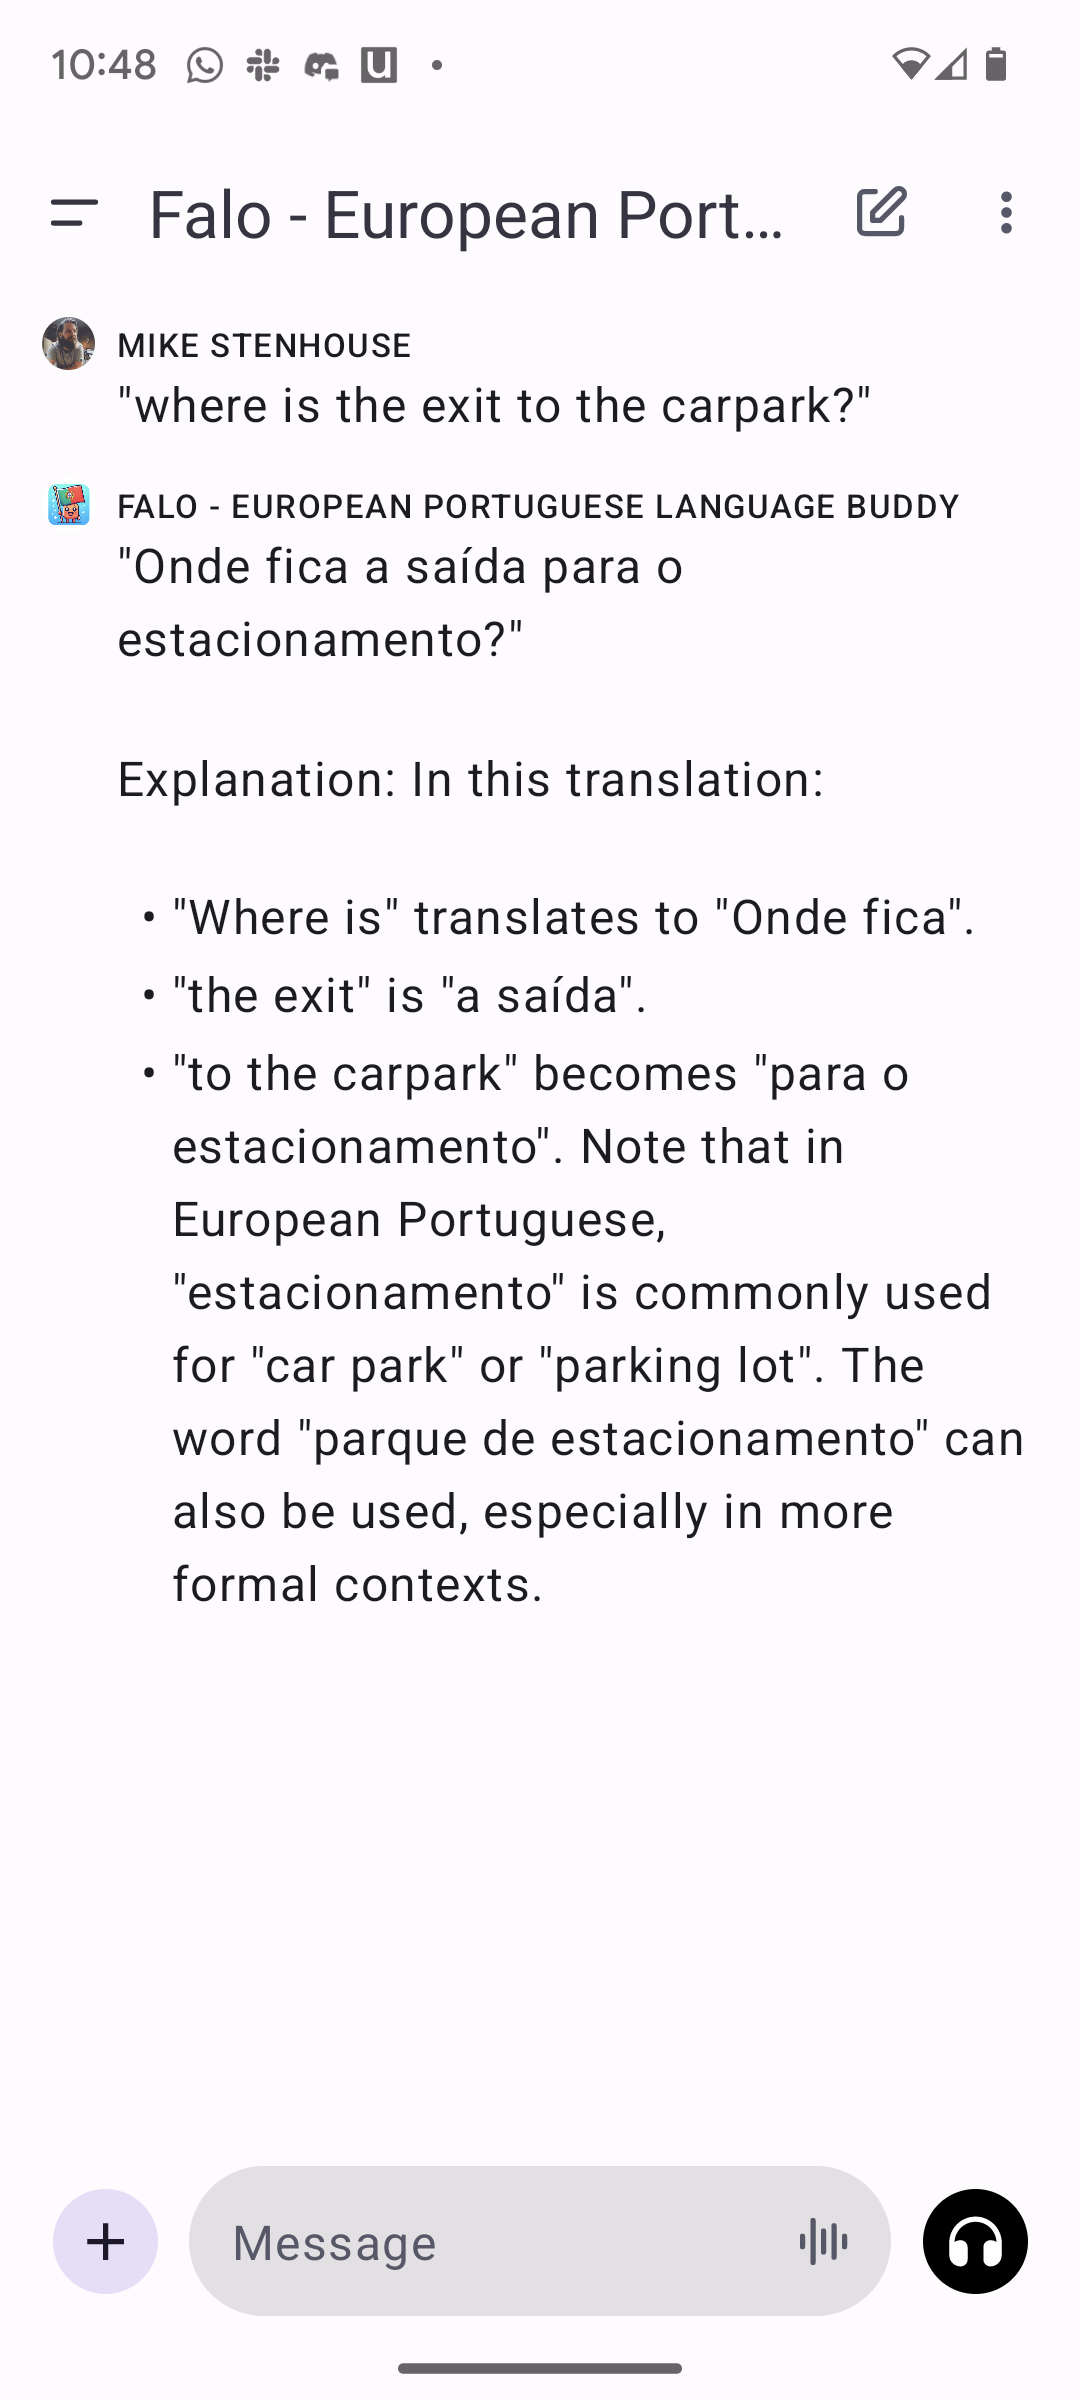 10:48
Falo - European Port...
MIKE STENHOUSE
"where is the exit to the carpark?"
FALO - EUROPEAN PORTUGUESE LANGUAGE BUDDY
"Onde fica a saída para o
estacionamento?"
Explanation: In this translation:
• "Where is" translates to "Onde fica".
• "the exit" is "a saída".
• "to the carpark" becomes "para o
estacionamento". Note that in
European Portuguese,
"estacionamento" is commonly used
for "car park" or "parking lot". The
word "parque de estacionamento" can
also be used, especially in more
formal contexts.
Message